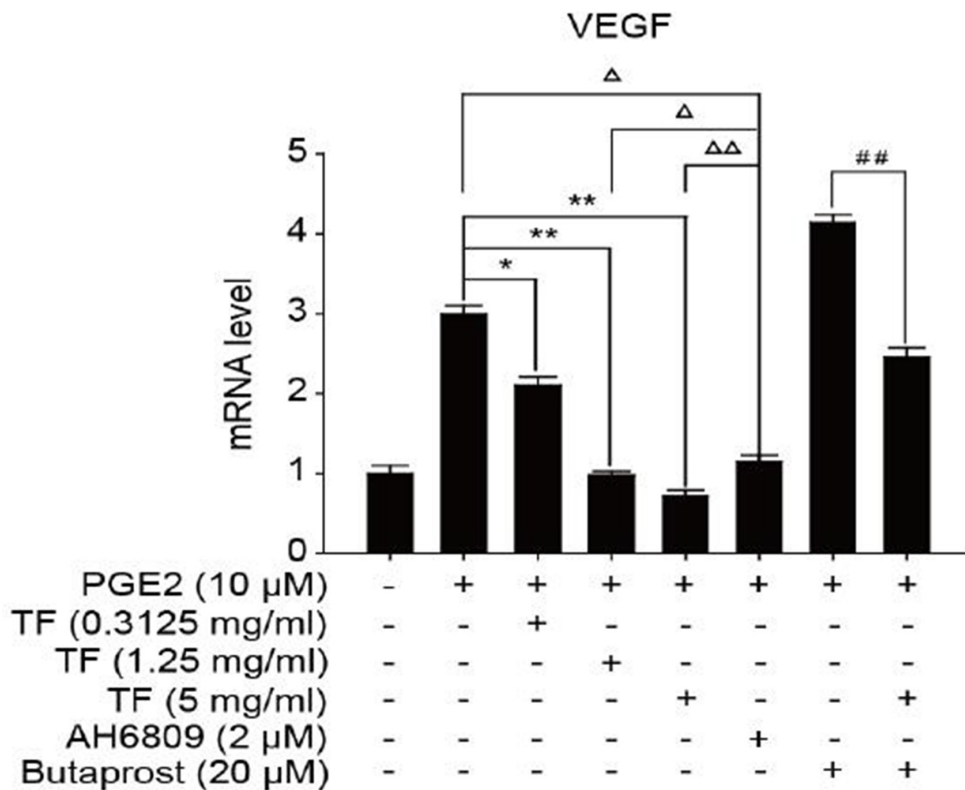 VEGF
△
△
△△
##
**
**
*
mRNA level
5
4
3
2
1
0
PGE2 (10 μM) - + + + + + + +
TF (0.3125 mg/ml) - - + - - - - -
TF (1.25 mg/ml) - - - + - - - -
TF (5 mg/ml) - - - - + - - +
AH6809 (2 μM) - - - - - + - -
Butaprost (20 μM) - - - - - - + +